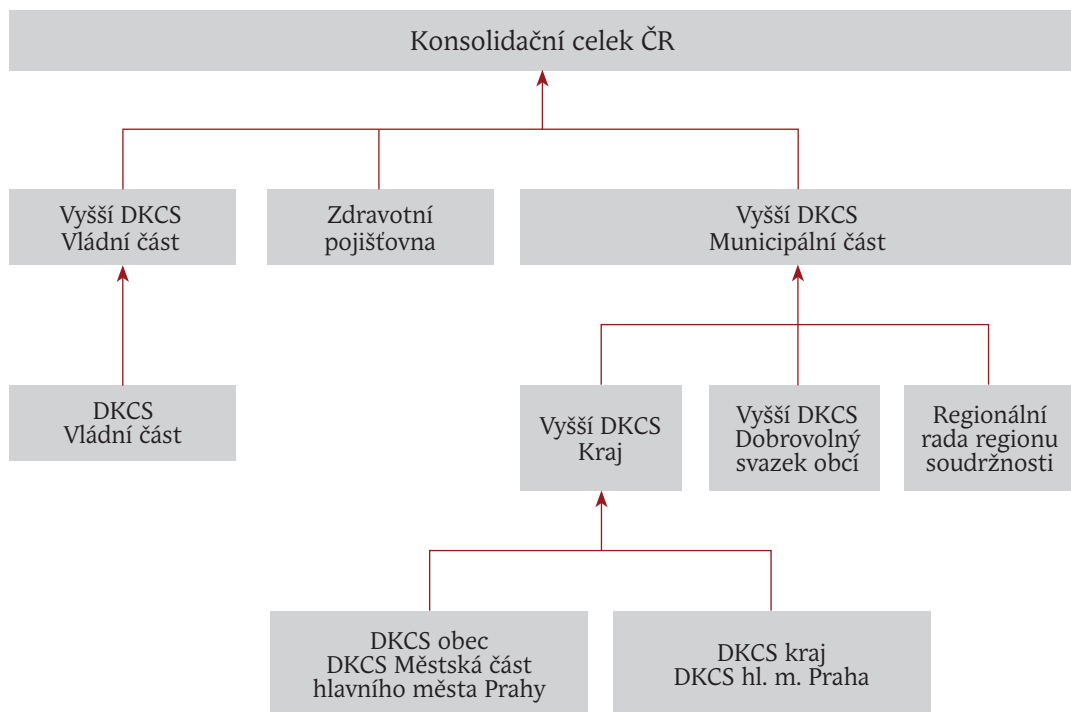 Konsolidační celek ČR
Vyšší DKCS
Vládní část
Zdravotní
pojišťovna
Vyšší DKCS
Municipální část
DKCS
Vládní část
Vyšší DKCS
Kraj
Vyšší DKCS
Dobrovolný
svazek obcí
Regionální
rada regionu
soudržnosti
DKCS obec
DKCS Městská část
hlavního města Prahy
DKCS kraj
DKCS hl. m. Praha